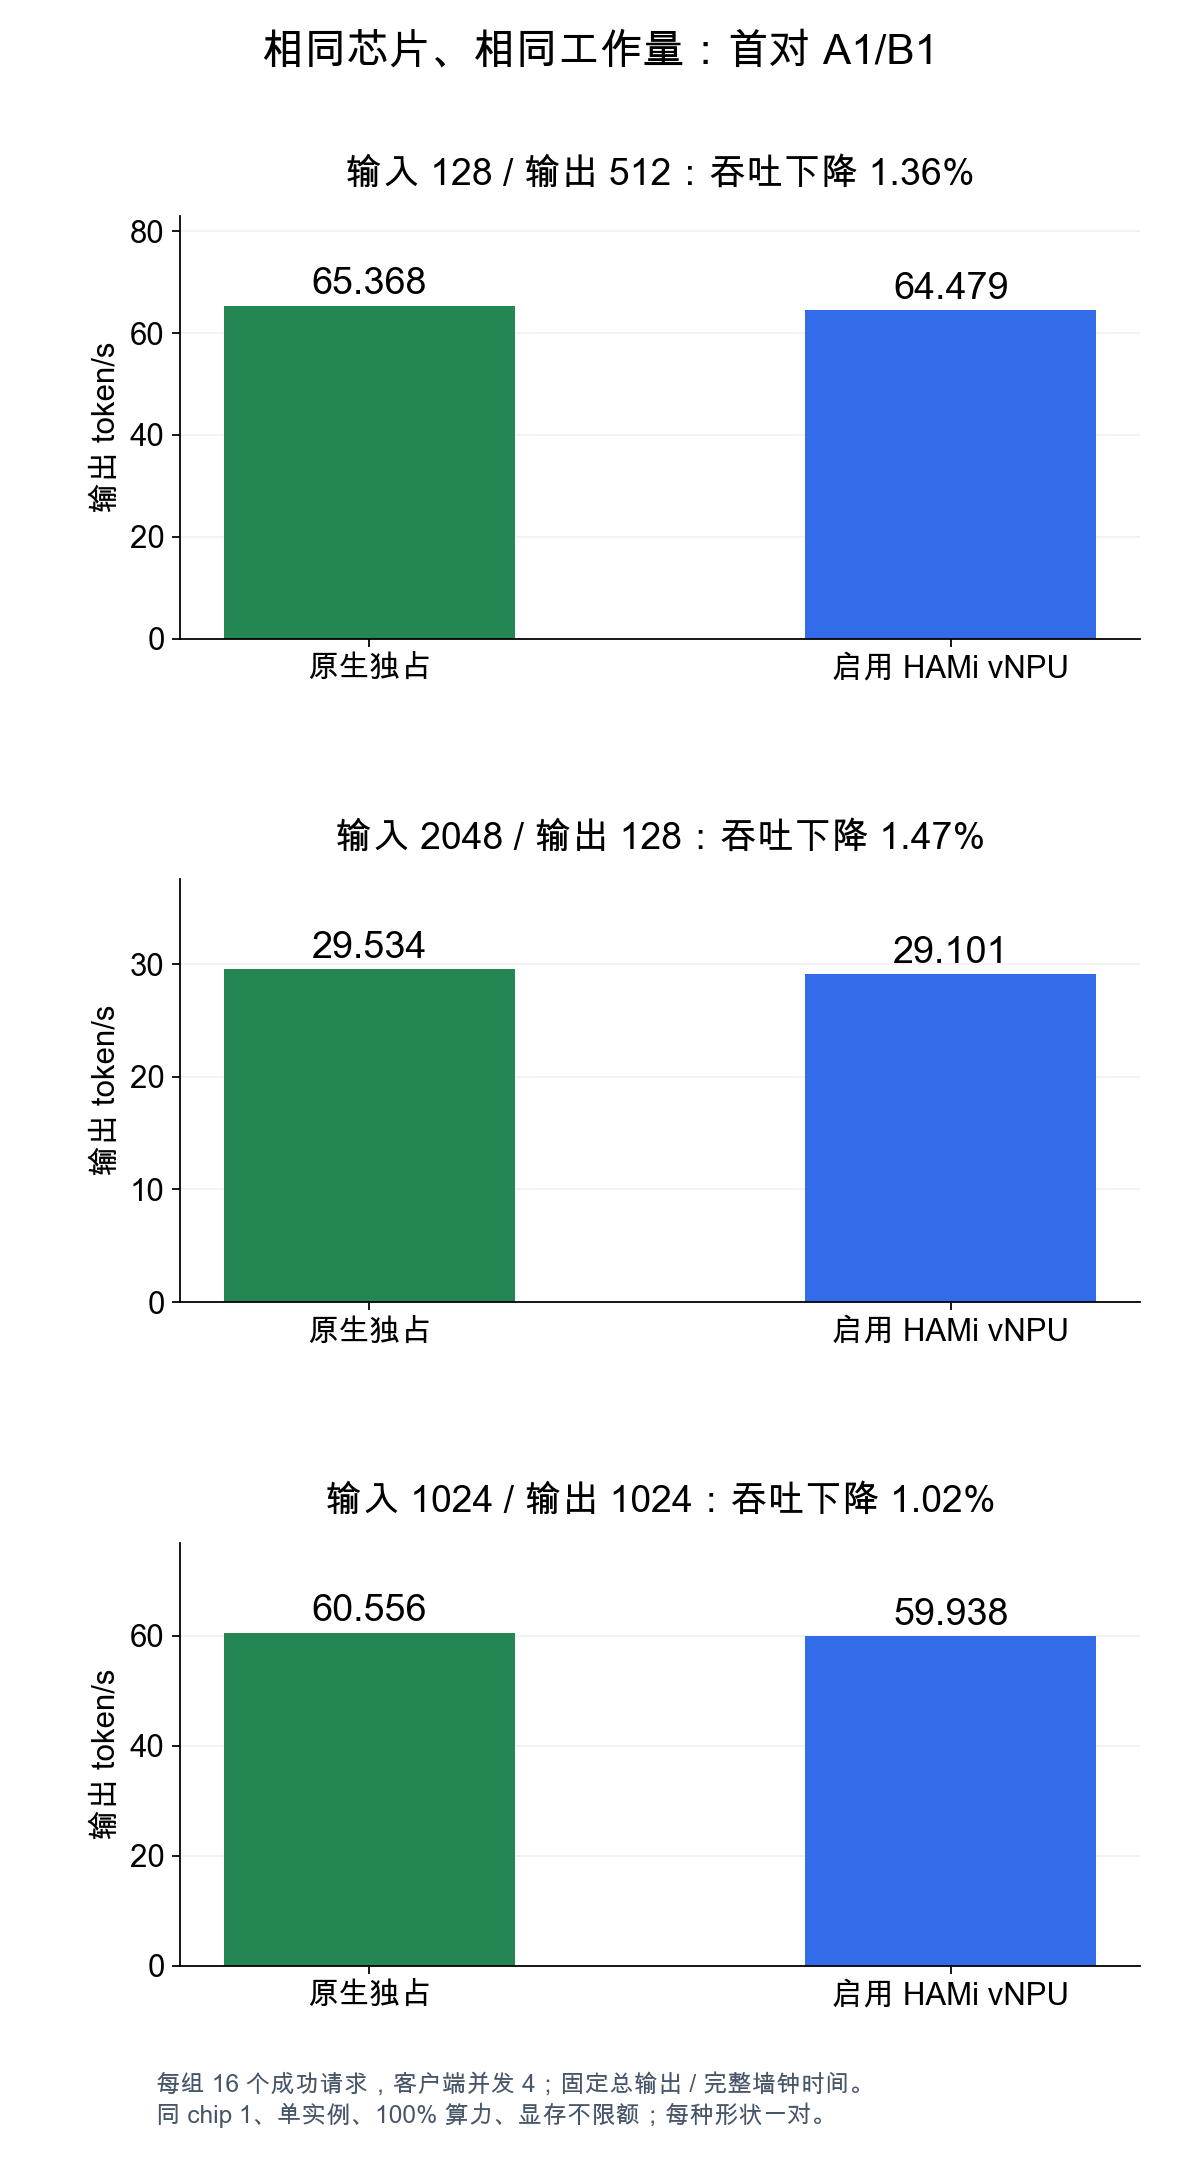 相同芯片、相同工作量：首对 A1/B1
输入 128 / 输出 512：吞吐下降 1.36%
80
60
40
20
0
输出 token/s
65.368
64.479
原生独占
启用 HAMi vNPU
输入 2048 / 输出 128：吞吐下降 1.47%
30
20
10
0
输出 token/s
29.534
29.101
原生独占
启用 HAMi vNPU
输入 1024 / 输出 1024：吞吐下降 1.02%
60
40
20
0
输出 token/s
60.556
59.938
原生独占
启用 HAMi vNPU
每组 16 个成功请求，客户端并发 4；固定总输出 / 完整墙钟时间。
同 chip 1、单实例、100% 算力、显存不限额；每种形状一对。